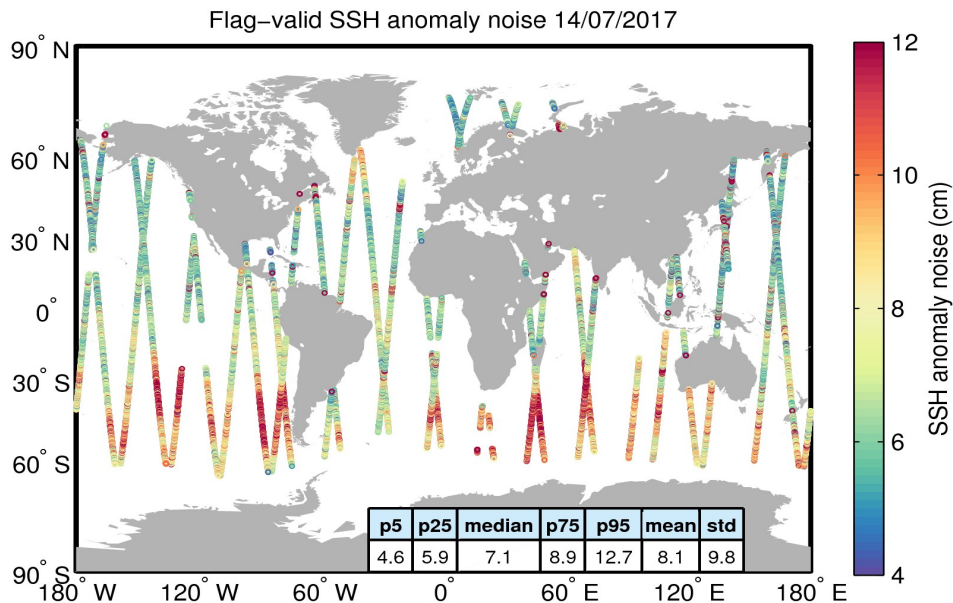 Flag−valid SSH anomaly noise 14/07/2017
90° N
60° N
30° N
0°
30° S
60° S
90° S
180° W
120° W
60° W
0°
60° E
120° E
180° E
p5 p25 median p75 p95 mean std
4.6 5.9 7.1 8.9 12.7 8.1 9.8
12
10
8
6
4
SSH anomaly noise (cm)